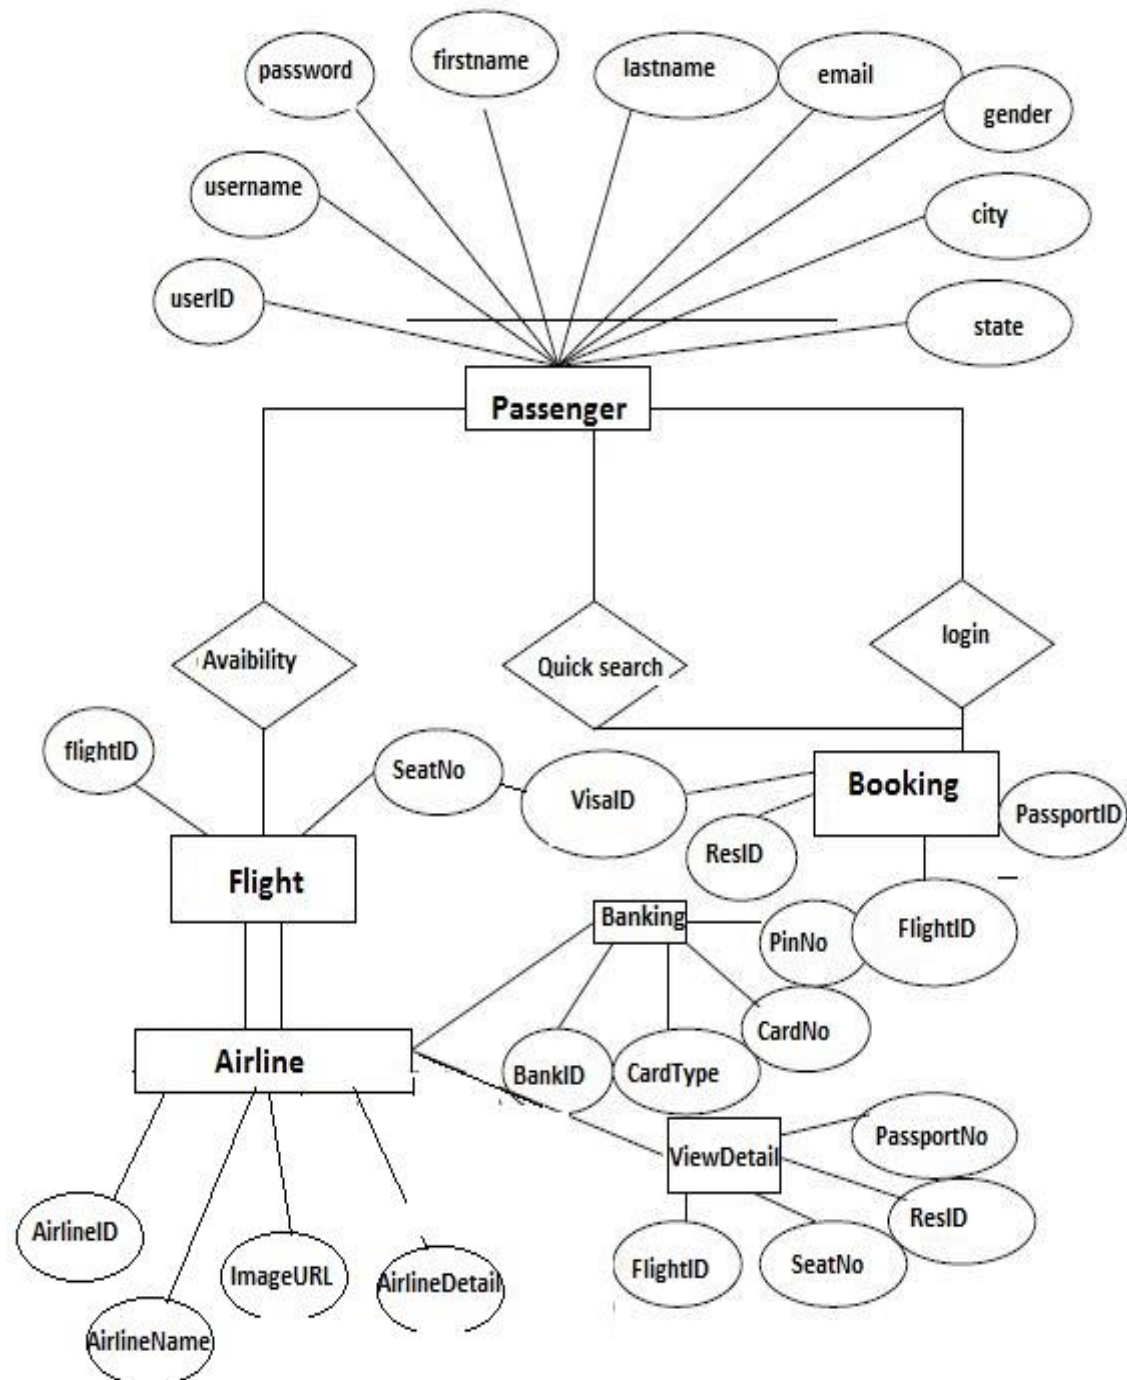 firstname
password
lastname
email
gender
username
city
userID
state
Passenger
Avaibility
Quick search
login
flightID
SeatNo
VisaID
Booking
PassportID
ResID
Flight
Banking
PinNo
FlightID
CardNo
Airline
BankID
CardType
PassportNo
ViewDetail
ResID
AirlineID
ImageURL
AirlineDetail
FlightID
SeatNo
AirlineName